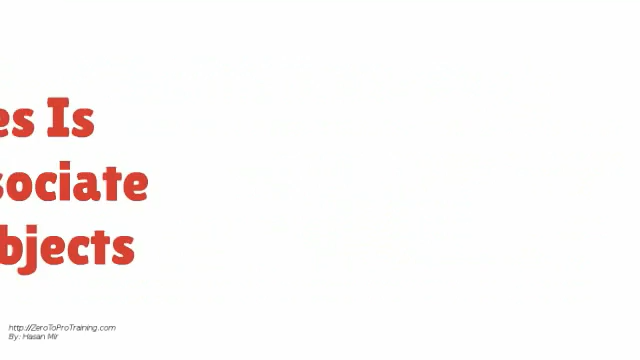 es Is
sociate
bjects
http://ZeroToProTraining.com
By: Hasan Mir